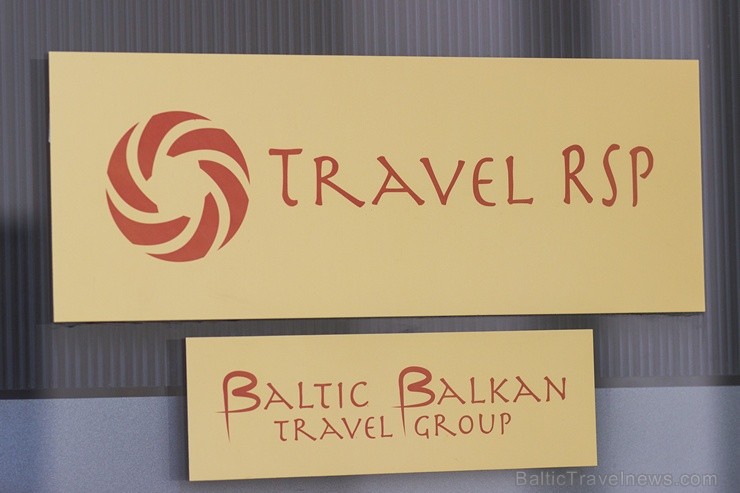 TRAVEL RSP
BALTIC BALKAN
TRAVEL GROUP
BalticTravelnews.com